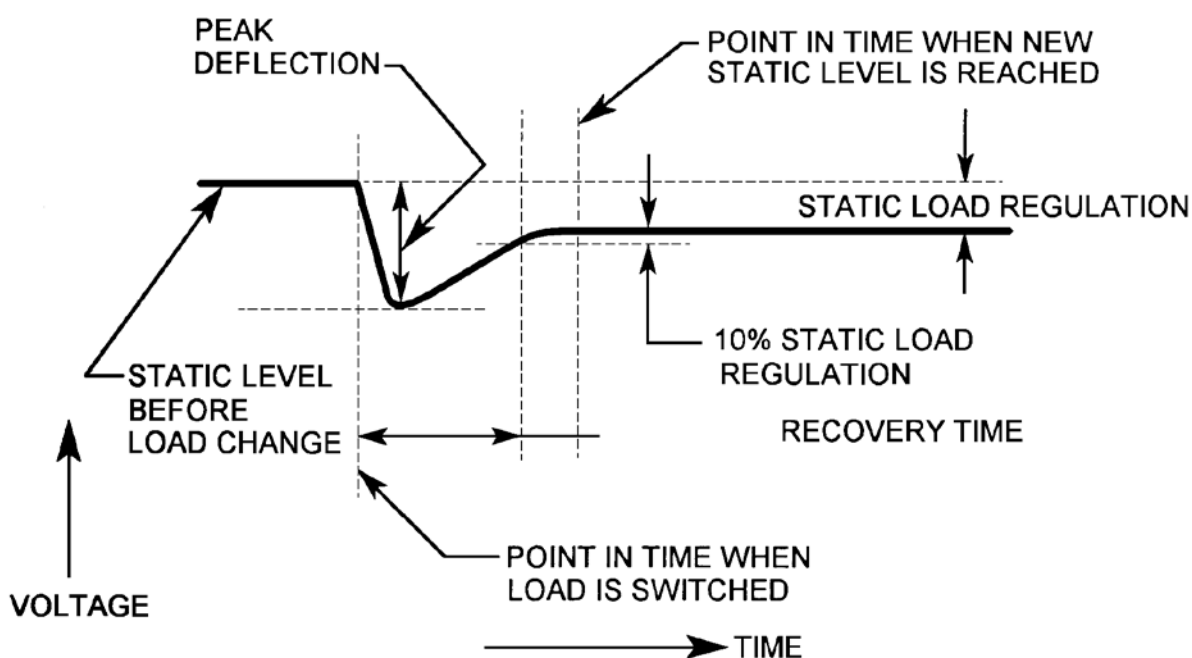 PEAK
DEFLECTION
POINT IN TIME WHEN NEW
STATIC LEVEL IS REACHED
STATIC LOAD REGULATION
10% STATIC LOAD
REGULATION
STATIC LEVEL
BEFORE
LOAD CHANGE
RECOVERY TIME
POINT IN TIME WHEN
LOAD IS SWITCHED
VOLTAGE
TIME